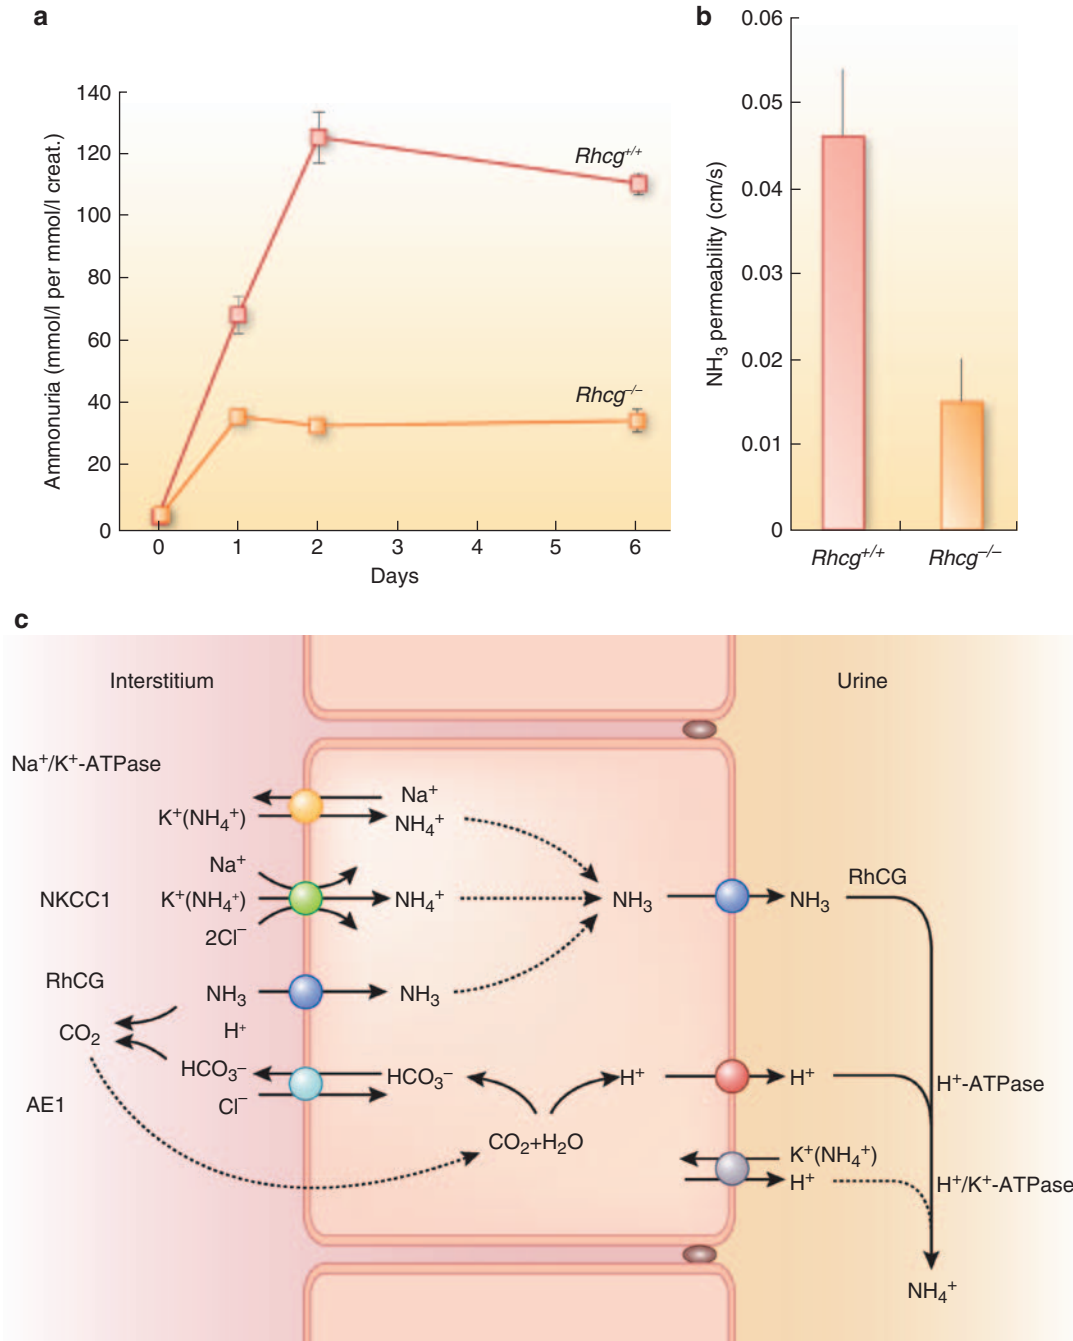 a
Ammonuria (mmol/l per mmol/l creat.)
140
120
100
80
60
40
20
0
Rhcg+/+
Rhcg–/–
0 1 2 3 4 5 6
Days
b
NH3 permeability (cm/s)
0.06
0.05
0.04
0.03
0.02
0.01
0
Rhcg+/+ Rhcg–/–
c
Interstitium
Urine
Na+/K+-ATPase
Na+
K+(NH4+)
NH4+
Na+
NKCC1
K+(NH4+)
NH4+
2Cl–
NH3
NH3
RhCG
RhCG
NH3
NH3
H+
CO2
HCO3–
HCO3–
H+
H+
H+-ATPase
AE1
Cl–
CO2+H2O
K+(NH4+)
H+
H+/K+-ATPase
NH4+